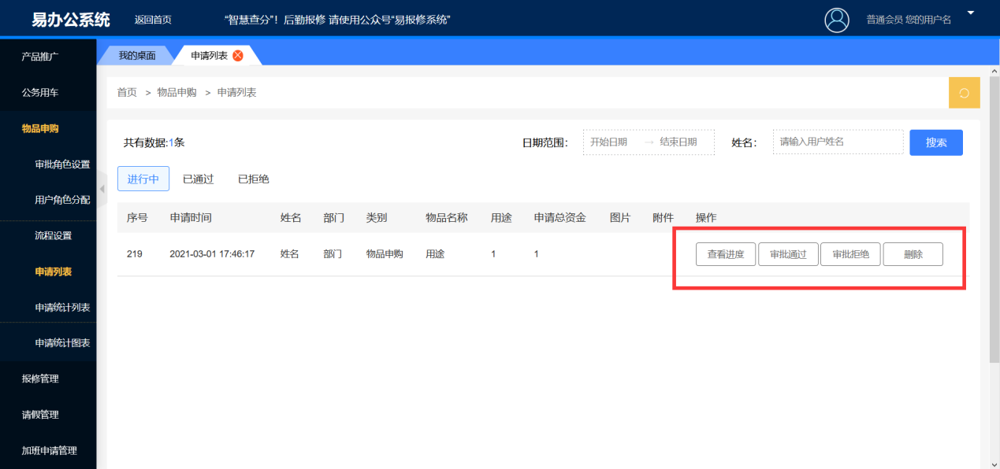 易办公系统 返回首页 “智慧查分”！后勤报修 请使用公众号“易报修系统” 普通会员 您的用户名
产品推广
公务用车
物品申购
审批角色设置
用户角色分配
流程设置
申请列表
申请统计列表
申请统计图表
报修管理
请假管理
加班申请管理
我的桌面 申请列表
首页 > 物品申购 > 申请列表
共有数据:1条 日期范围： 开始日期 → 结束日期 姓名： 请输入用户姓名 搜索
进行中 已通过 已拒绝
序号 申请时间 姓名 部门 类别 物品名称 用途 申请总资金 图片 附件 操作
219 2021-03-01 17:46:17 姓名 部门 物品申购 用途 1 1 查看进度 审批通过 审批拒绝 删除